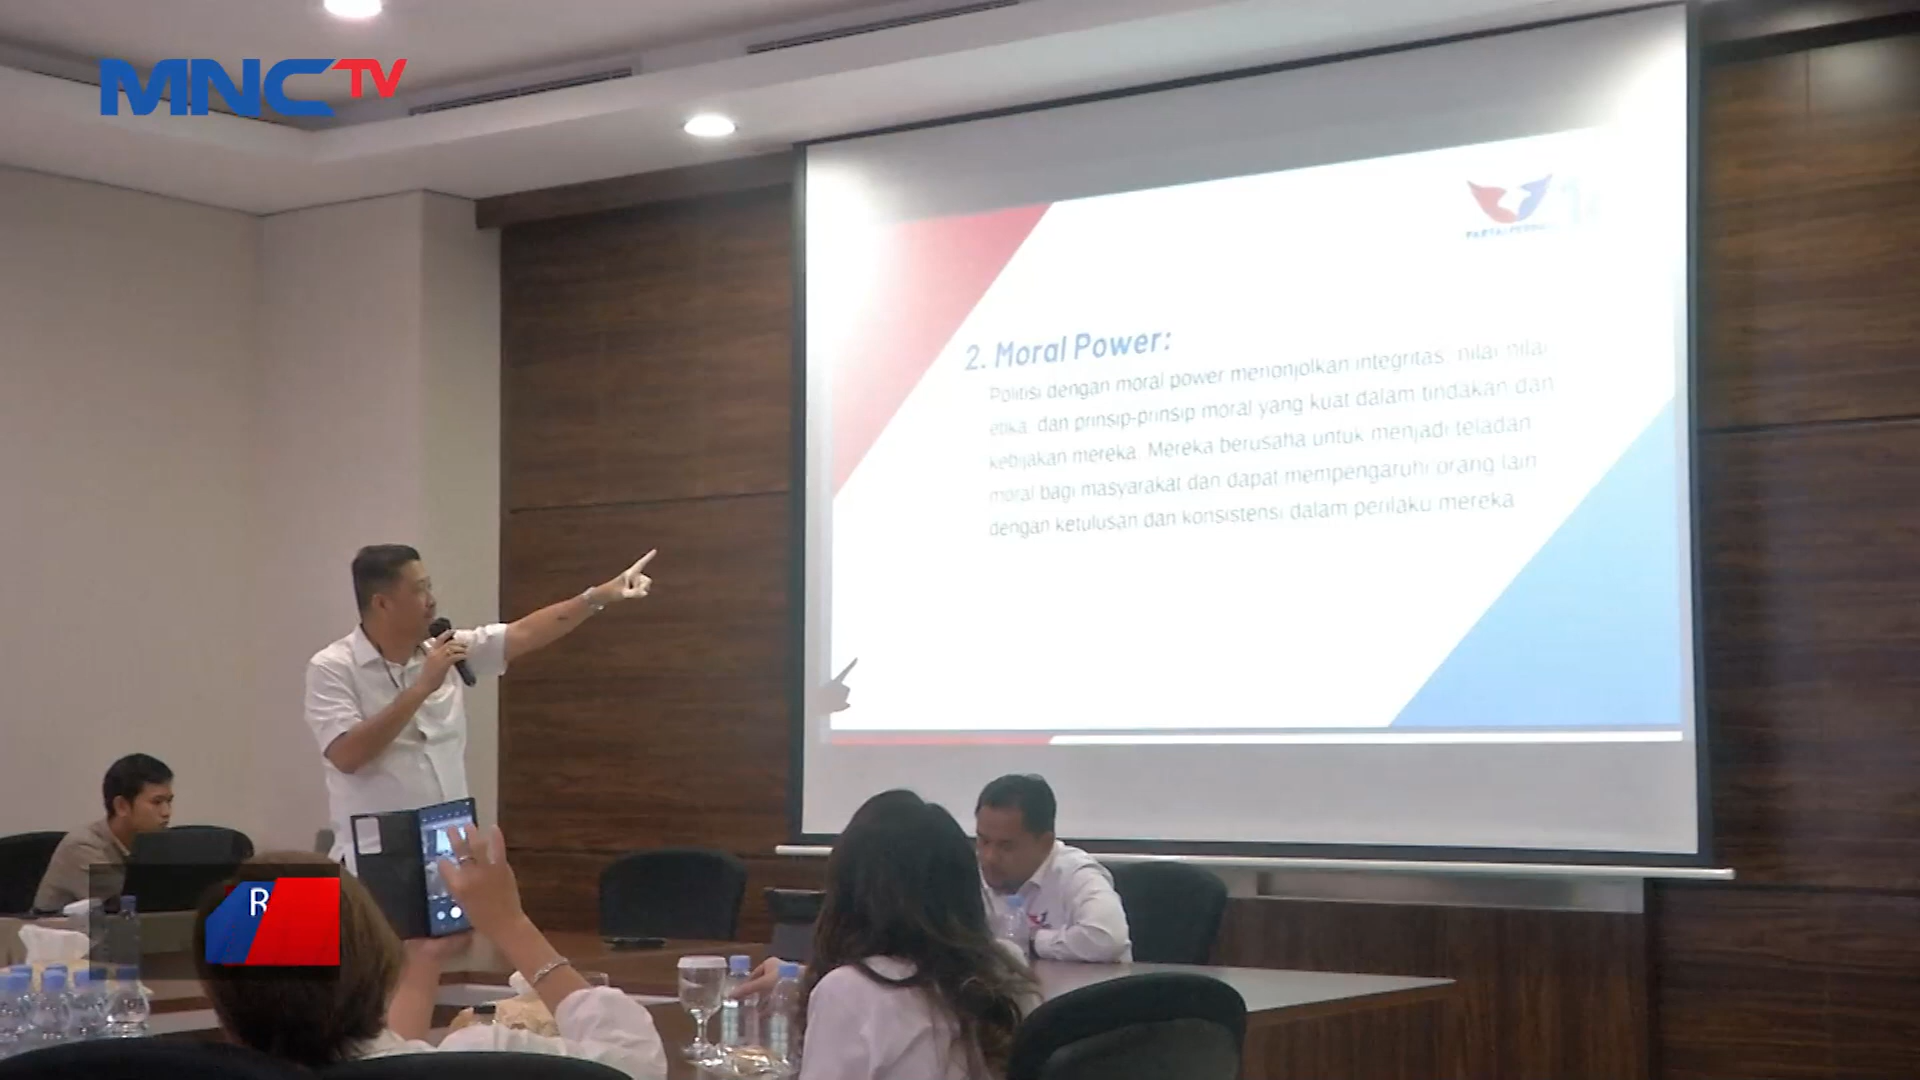 MNCTV
PARTAI PERINDO
2. Moral Power:
Politisi dengan moral power menonjolkan integritas, nilai-nilai
etika, dan prinsip-prinsip moral yang kuat dalam tindakan dan
kebijakan mereka. Mereka berusaha untuk menjadi teladan
moral bagi masyarakat dan dapat mempengaruhi orang lain
dengan ketulusan dan konsistensi dalam perilaku mereka
R